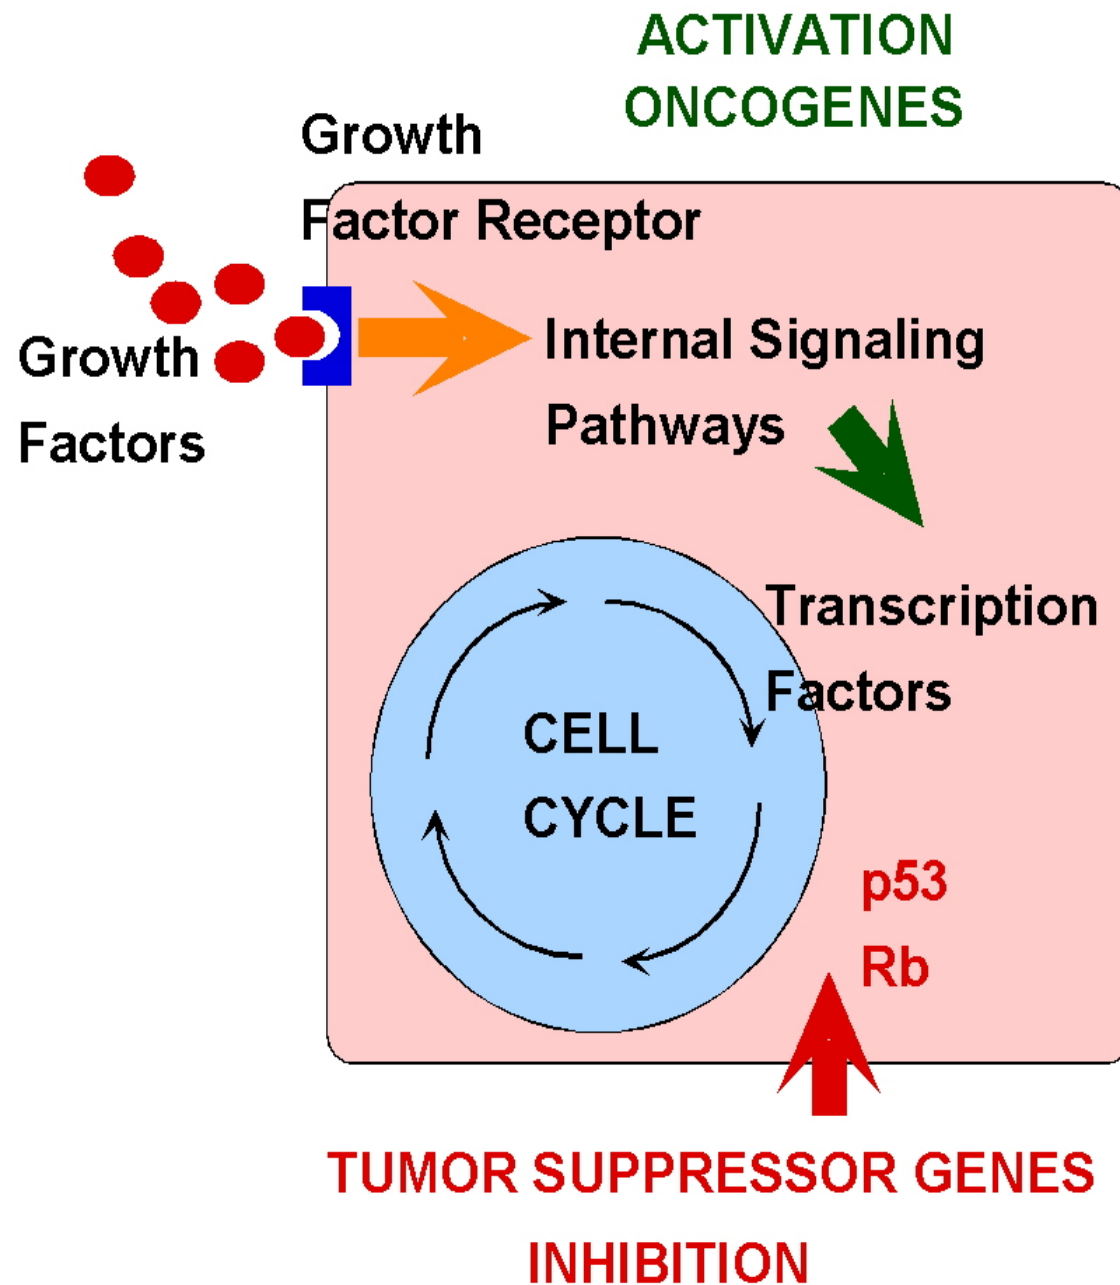 ACTIVATION
ONCOGENES
Growth
Factor Receptor
Growth
Factors
Internal Signaling
Pathways
Transcription
Factors
CELL
CYCLE
p53
Rb
TUMOR SUPPRESSOR GENES
INHIBITION